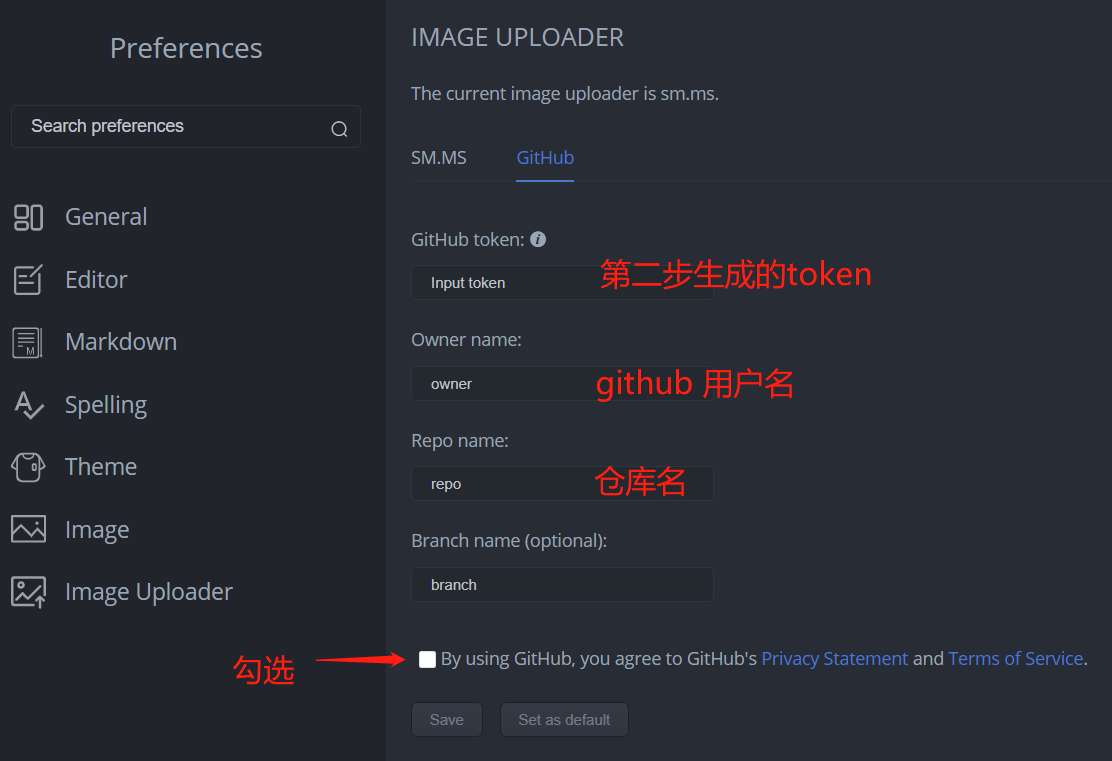 Preferences
Search preferences
General
Editor
Markdown
Spelling
Theme
Image
Image Uploader
IMAGE UPLOADER
The current image uploader is sm.ms.
SM.MS GitHub
GitHub token:
Input token 第二步生成的token
Owner name:
owner github 用户名
Repo name:
repo 仓库名
Branch name (optional):
branch
勾选 By using GitHub, you agree to GitHub's Privacy Statement and Terms of Service.
Save Set as default